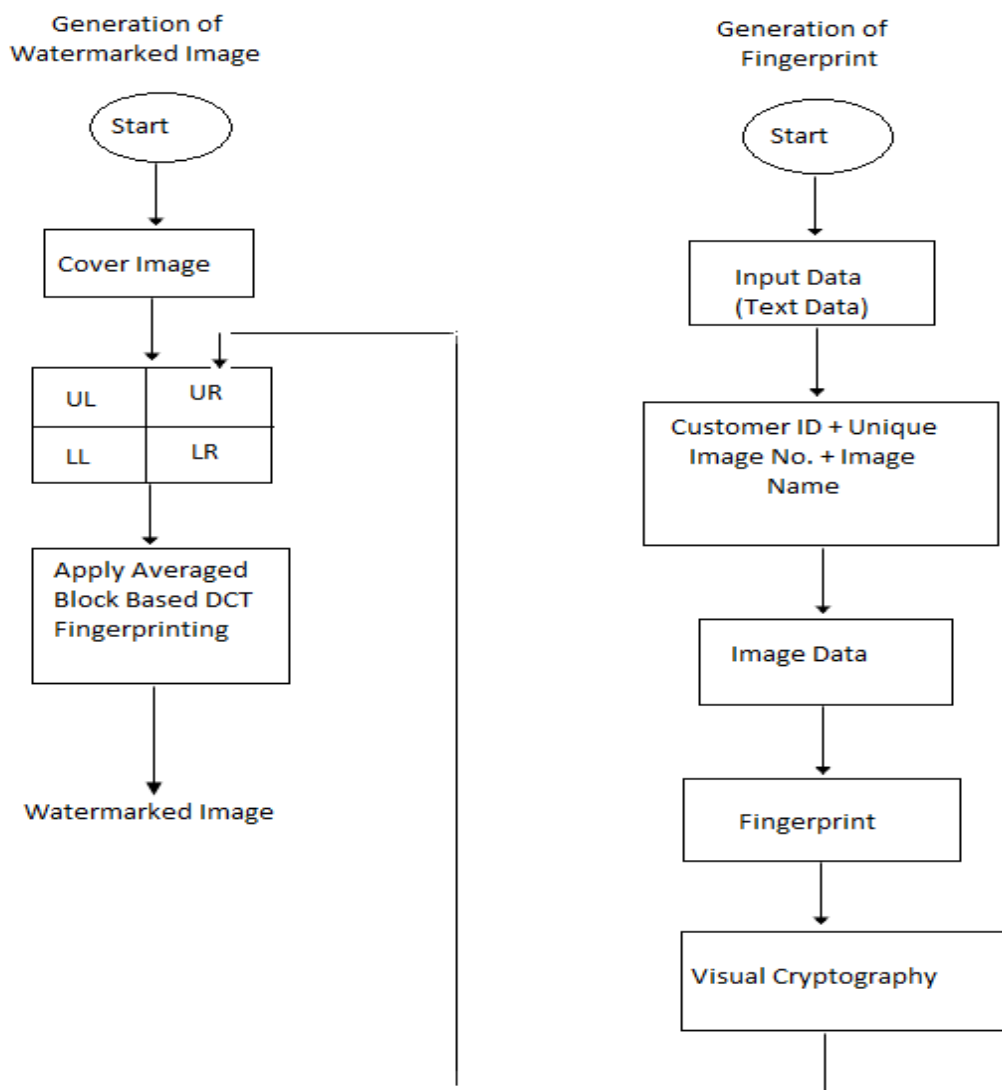 Generation of
Watermarked Image
Start
Cover Image
UL
UR
LL
LR
Apply Averaged
Block Based DCT
Fingerprinting
Watermarked Image
Generation of
Fingerprint
Start
Input Data
(Text Data)
Customer ID + Unique
Image No. + Image
Name
Image Data
Fingerprint
Visual Cryptography